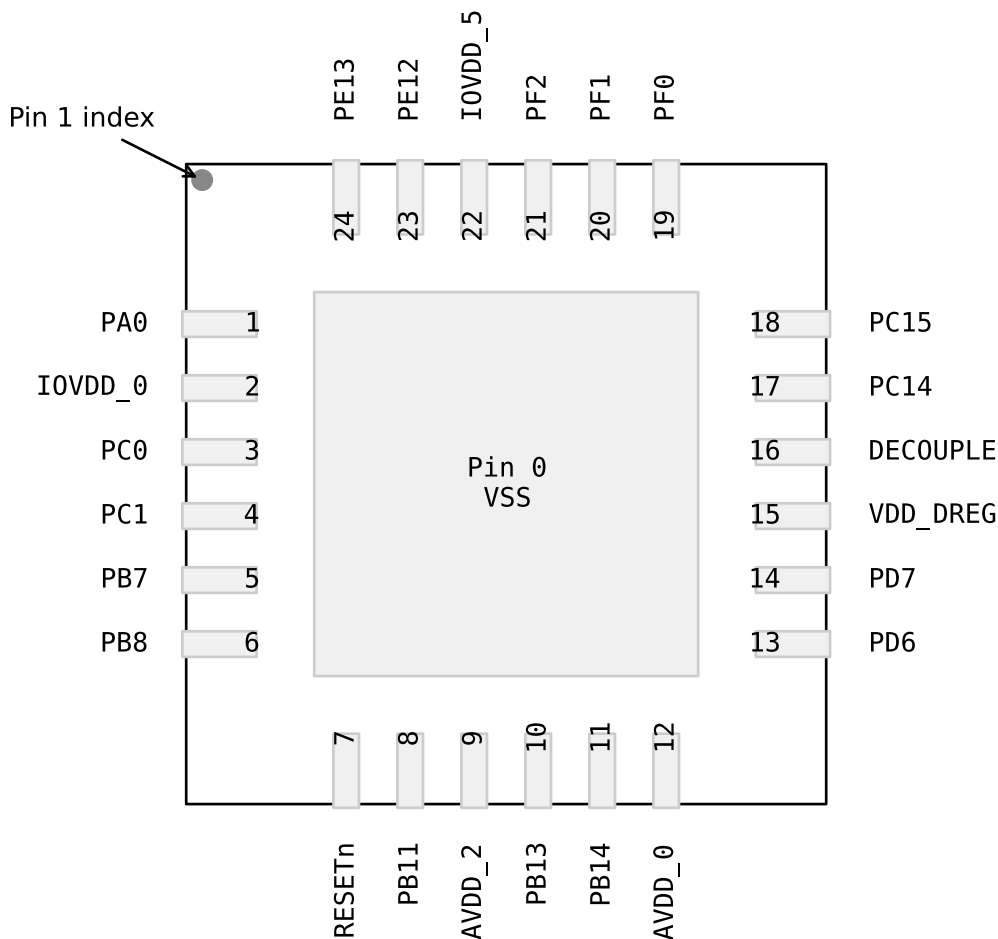 PE13
PE12
IOVDD_5
PF2
PF1
PF0
Pin 1 index
24
23
22
21
20
19
PA0 1
18 PC15
IOVDD_0 2
17 PC14
PC0 3
16 DECOUPLE
Pin 0
VSS
PC1 4
15 VDD_DREG
PB7 5
14 PD7
PB8 6
13 PD6
7
8
9
10
11
12
RESETn
PB11
AVDD_2
PB13
PB14
AVDD_0